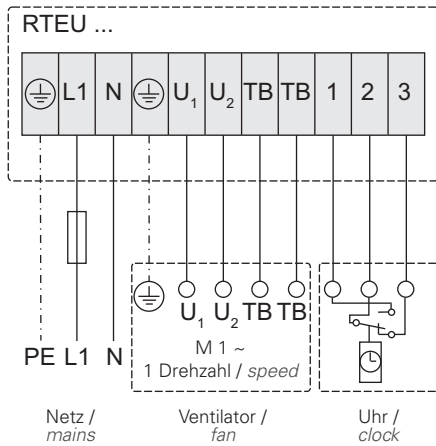 RTEU ...
L1 N U1 U2 TB TB 1 2 3
U1 U2 TB TB
M 1 ~
1 Drehzahl / speed
PE L1 N
Netz /
mains
Ventilator /
fan
Uhr /
clock